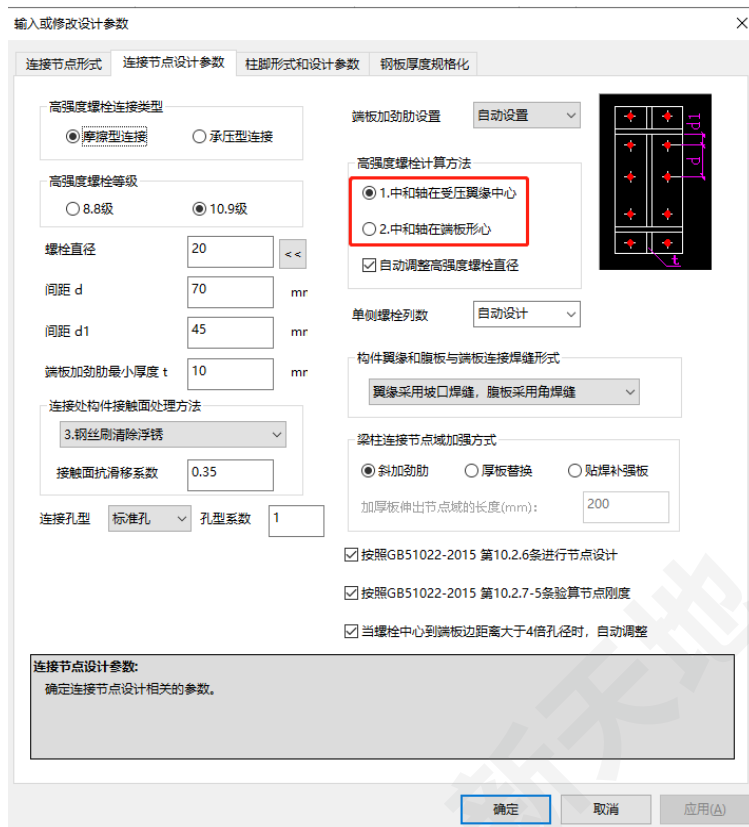 输入或修改设计参数
连接节点形式 连接节点设计参数 柱脚形式和设计参数 钢板厚度规格化
高强度螺栓连接类型
摩擦型连接 承压型连接
高强度螺栓等级
8.8级 10.9级
螺栓直径 20 <<
间距 d 70 mr
间距 d1 45 mr
端板加劲肋最小厚度 t 10 mr
连接处构件接触面处理方法
3.钢丝刷清除浮锈
接触面抗滑移系数 0.35
连接孔型 标准孔 孔型系数 1
端板加劲肋设置 自动设置
高强度螺栓计算方法
1.中和轴在受压翼缘中心
2.中和轴在端板形心
自动调整高强度螺栓直径
d1
d
t
单侧螺栓列数 自动设计
构件翼缘和腹板与端板连接焊缝形式
翼缘采用坡口焊缝，腹板采用角焊缝
梁柱连接节点域加强方式
斜加劲肋 厚板替换 贴焊补强板
加厚板伸出节点域的长度(mm): 200
按照GB51022-2015 第10.2.6条进行节点设计
按照GB51022-2015 第10.2.7-5条验算节点刚度
当螺栓中心到端板边距离大于4倍孔径时，自动调整
连接节点设计参数:
确定连接节点设计相关的参数。
新天地
确定 取消 应用(A)